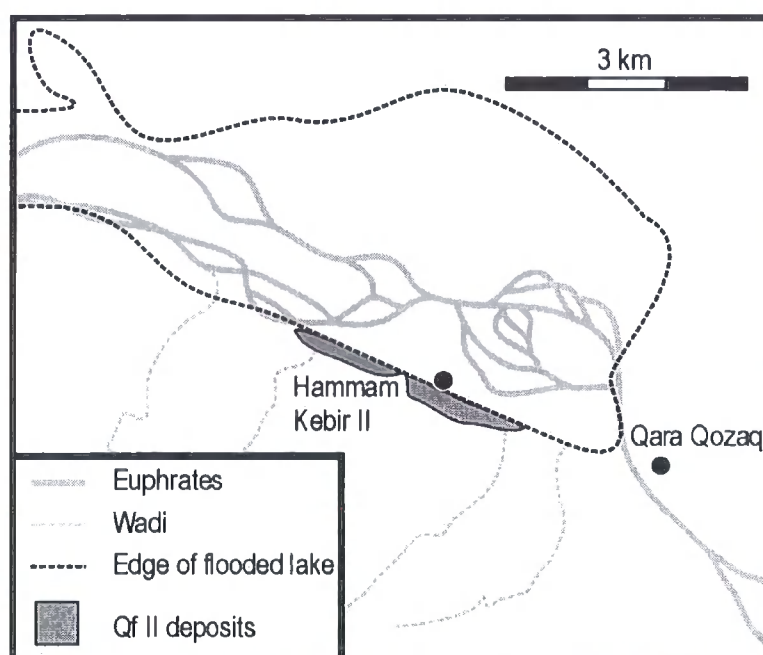 3 km
Hammam
Kebir II
Qara Qozaq
Euphrates
Wadi
Edge of flooded lake
Qf II deposits